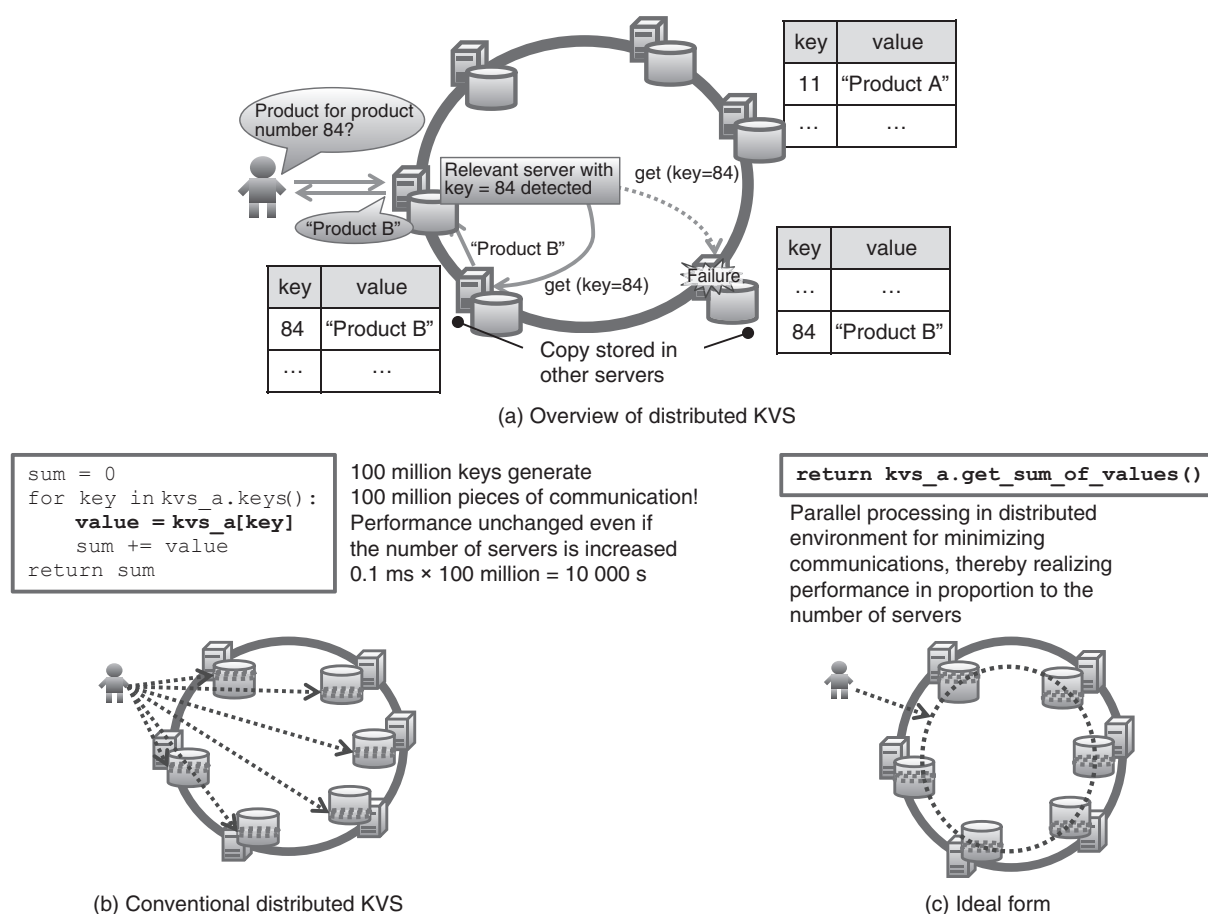 key value
11 "Product A"
… …
Product for product
number 84?
Relevant server with
key = 84 detected
get (key=84)
"Product B"
"Product B"
get (key=84)
Failure
key value
84 "Product B"
… …
key value
… …
84 "Product B"
Copy stored in
other servers
(a) Overview of distributed KVS
sum = 0
for key in kvs_a.keys():
value = kvs_a[key]
sum += value
return sum
100 million keys generate
100 million pieces of communication!
Performance unchanged even if
the number of servers is increased
0.1 ms × 100 million = 10 000 s
return kvs_a.get_sum_of_values()
Parallel processing in distributed
environment for minimizing
communications, thereby realizing
performance in proportion to the
number of servers
(b) Conventional distributed KVS
(c) Ideal form